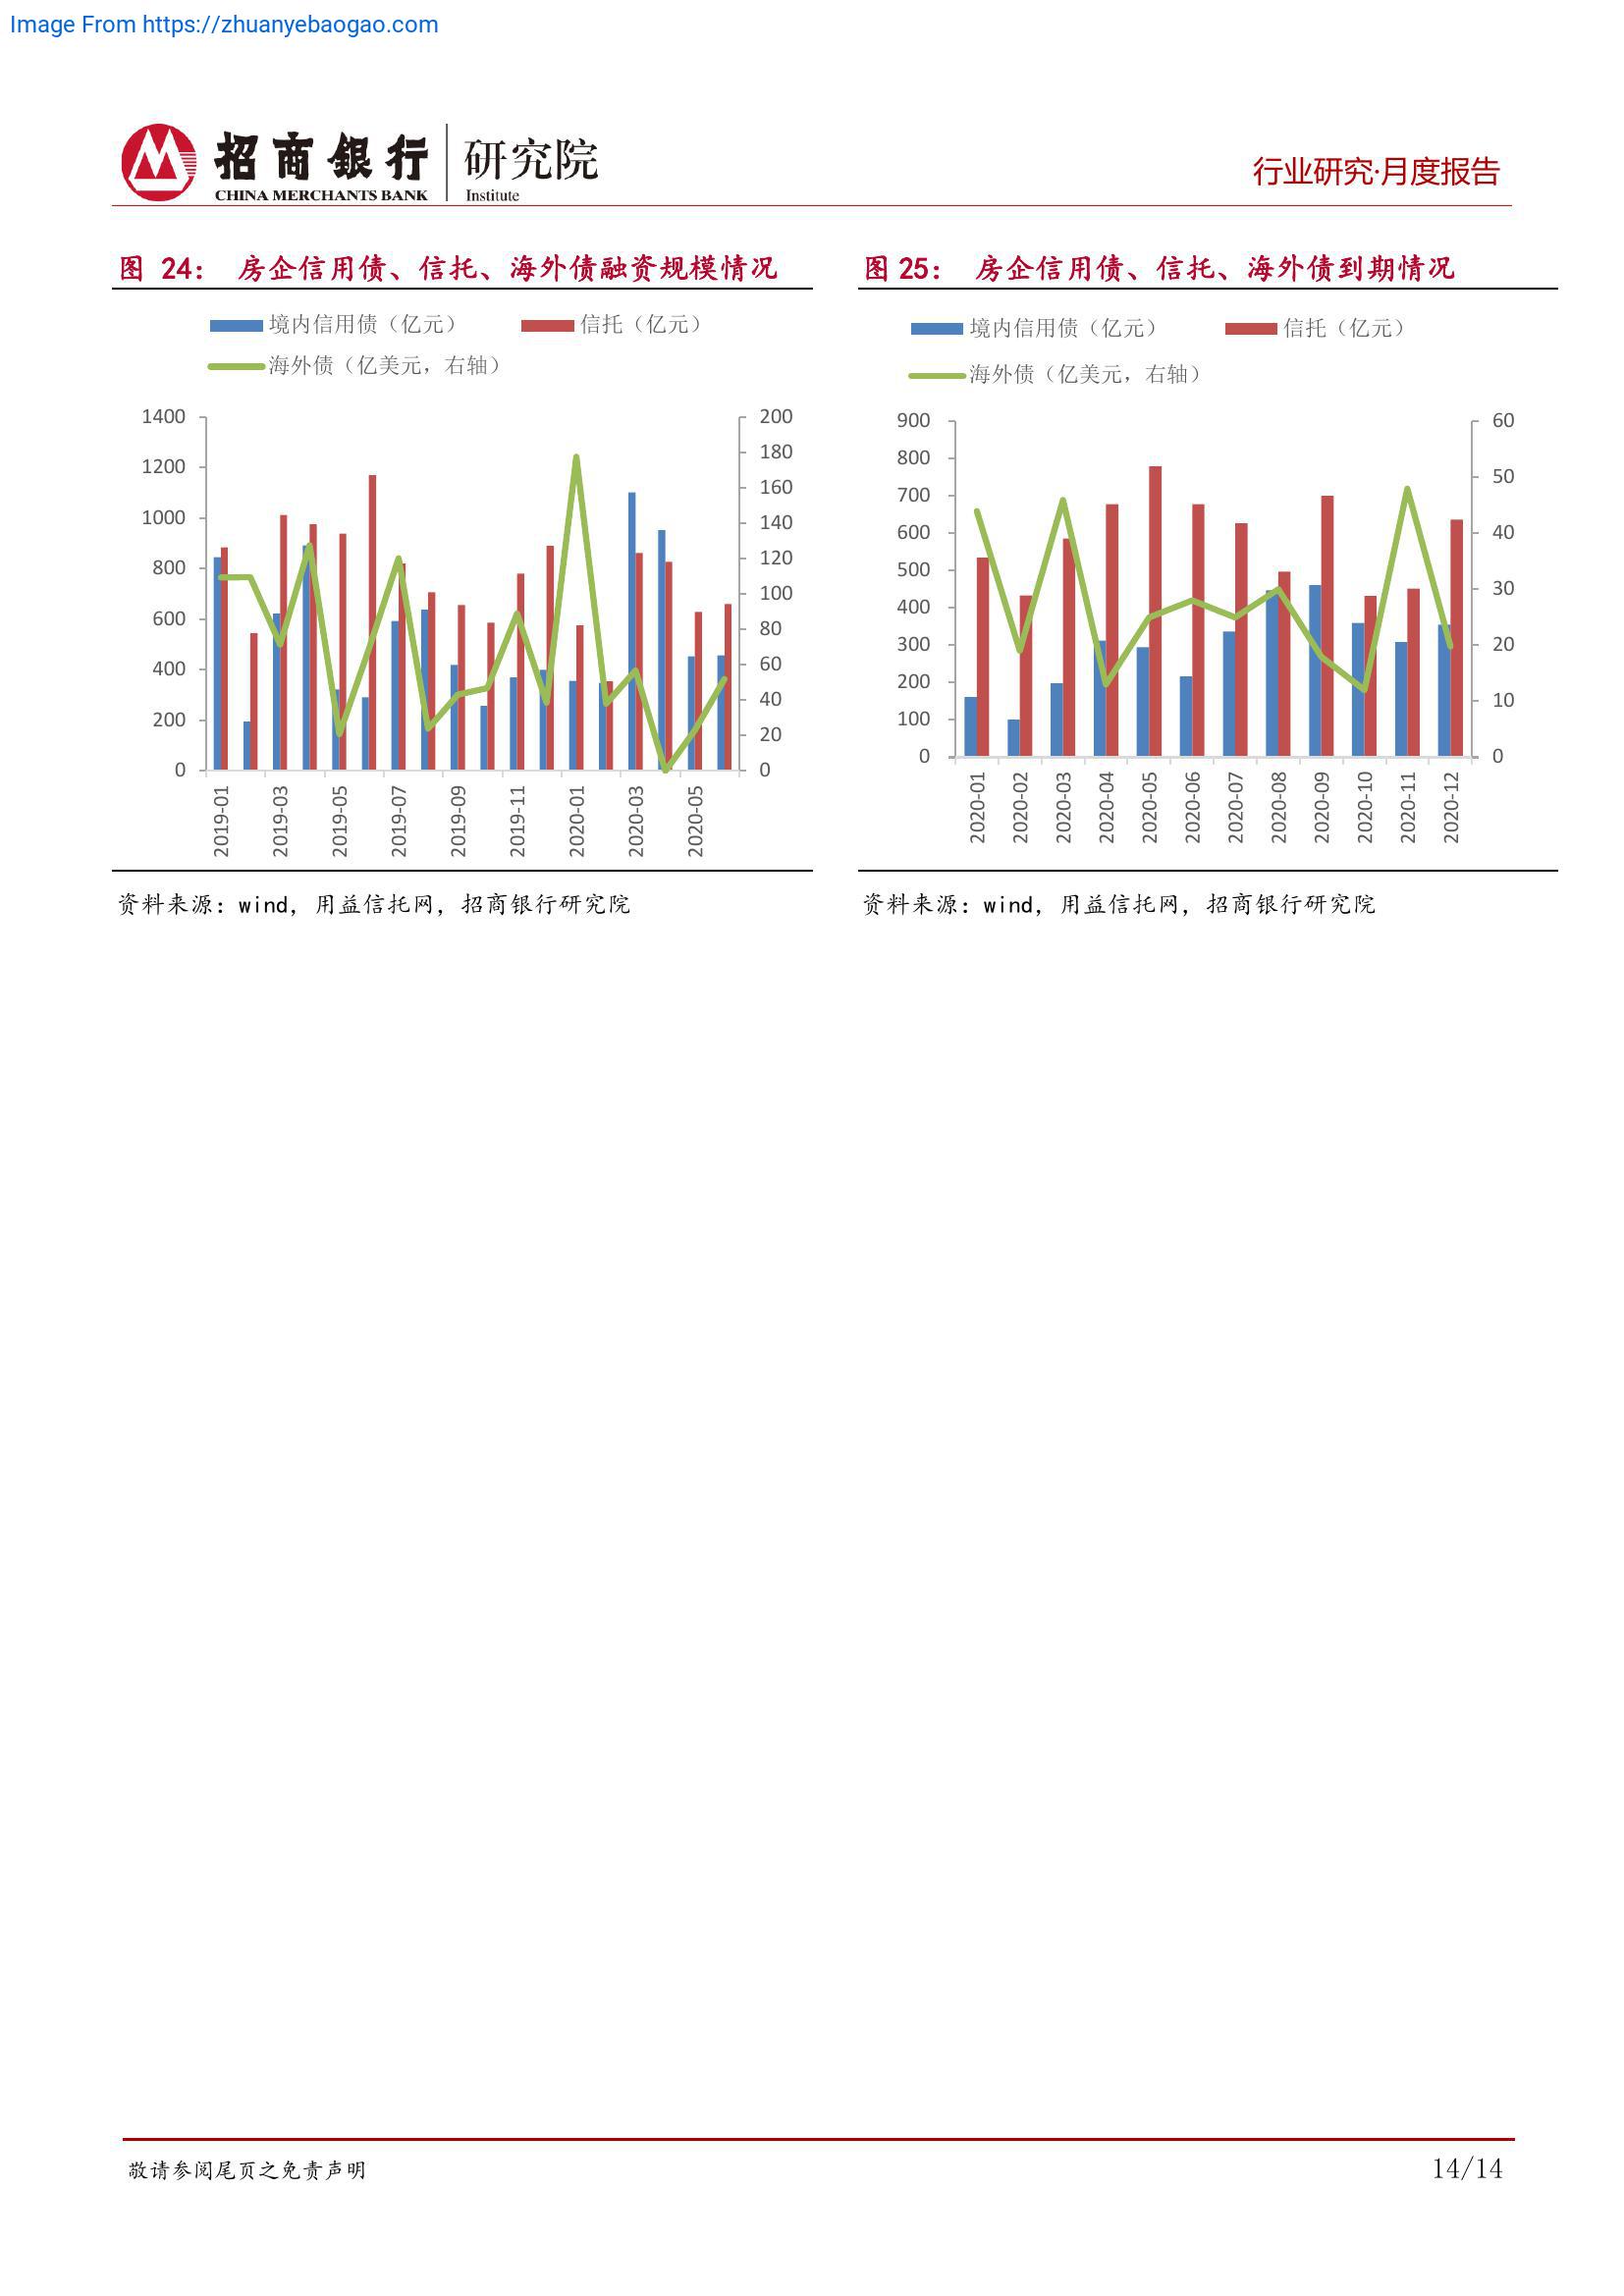 Image From https://zhuanyebaogao.com
招商銀行
CHINA MERCHANTS BANK
研究院
Institute
行业研究·月度报告
图 24： 房企信用债、信托、海外债融资规模情况
境内信用债（亿元） 信托（亿元）
海外债（亿美元，右轴）
1400 200
180
1200
160
1000 140
120
800
100
600
80
400 60
40
200
20
0 0
2019-01 2019-03 2019-05 2019-07 2019-09 2019-11 2020-01 2020-03 2020-05
资料来源：wind，用益信托网，招商银行研究院
图 25： 房企信用债、信托、海外债到期情况
境内信用债（亿元） 信托（亿元）
海外债（亿美元，右轴）
900 60
800
50
700
600 40
500
30
400
300 20
200
10
100
0 0
2020-01 2020-02 2020-03 2020-04 2020-05 2020-06 2020-07 2020-08 2020-09 2020-10 2020-11 2020-12
资料来源：wind，用益信托网，招商银行研究院
敬请参阅尾页之免责声明
14/14